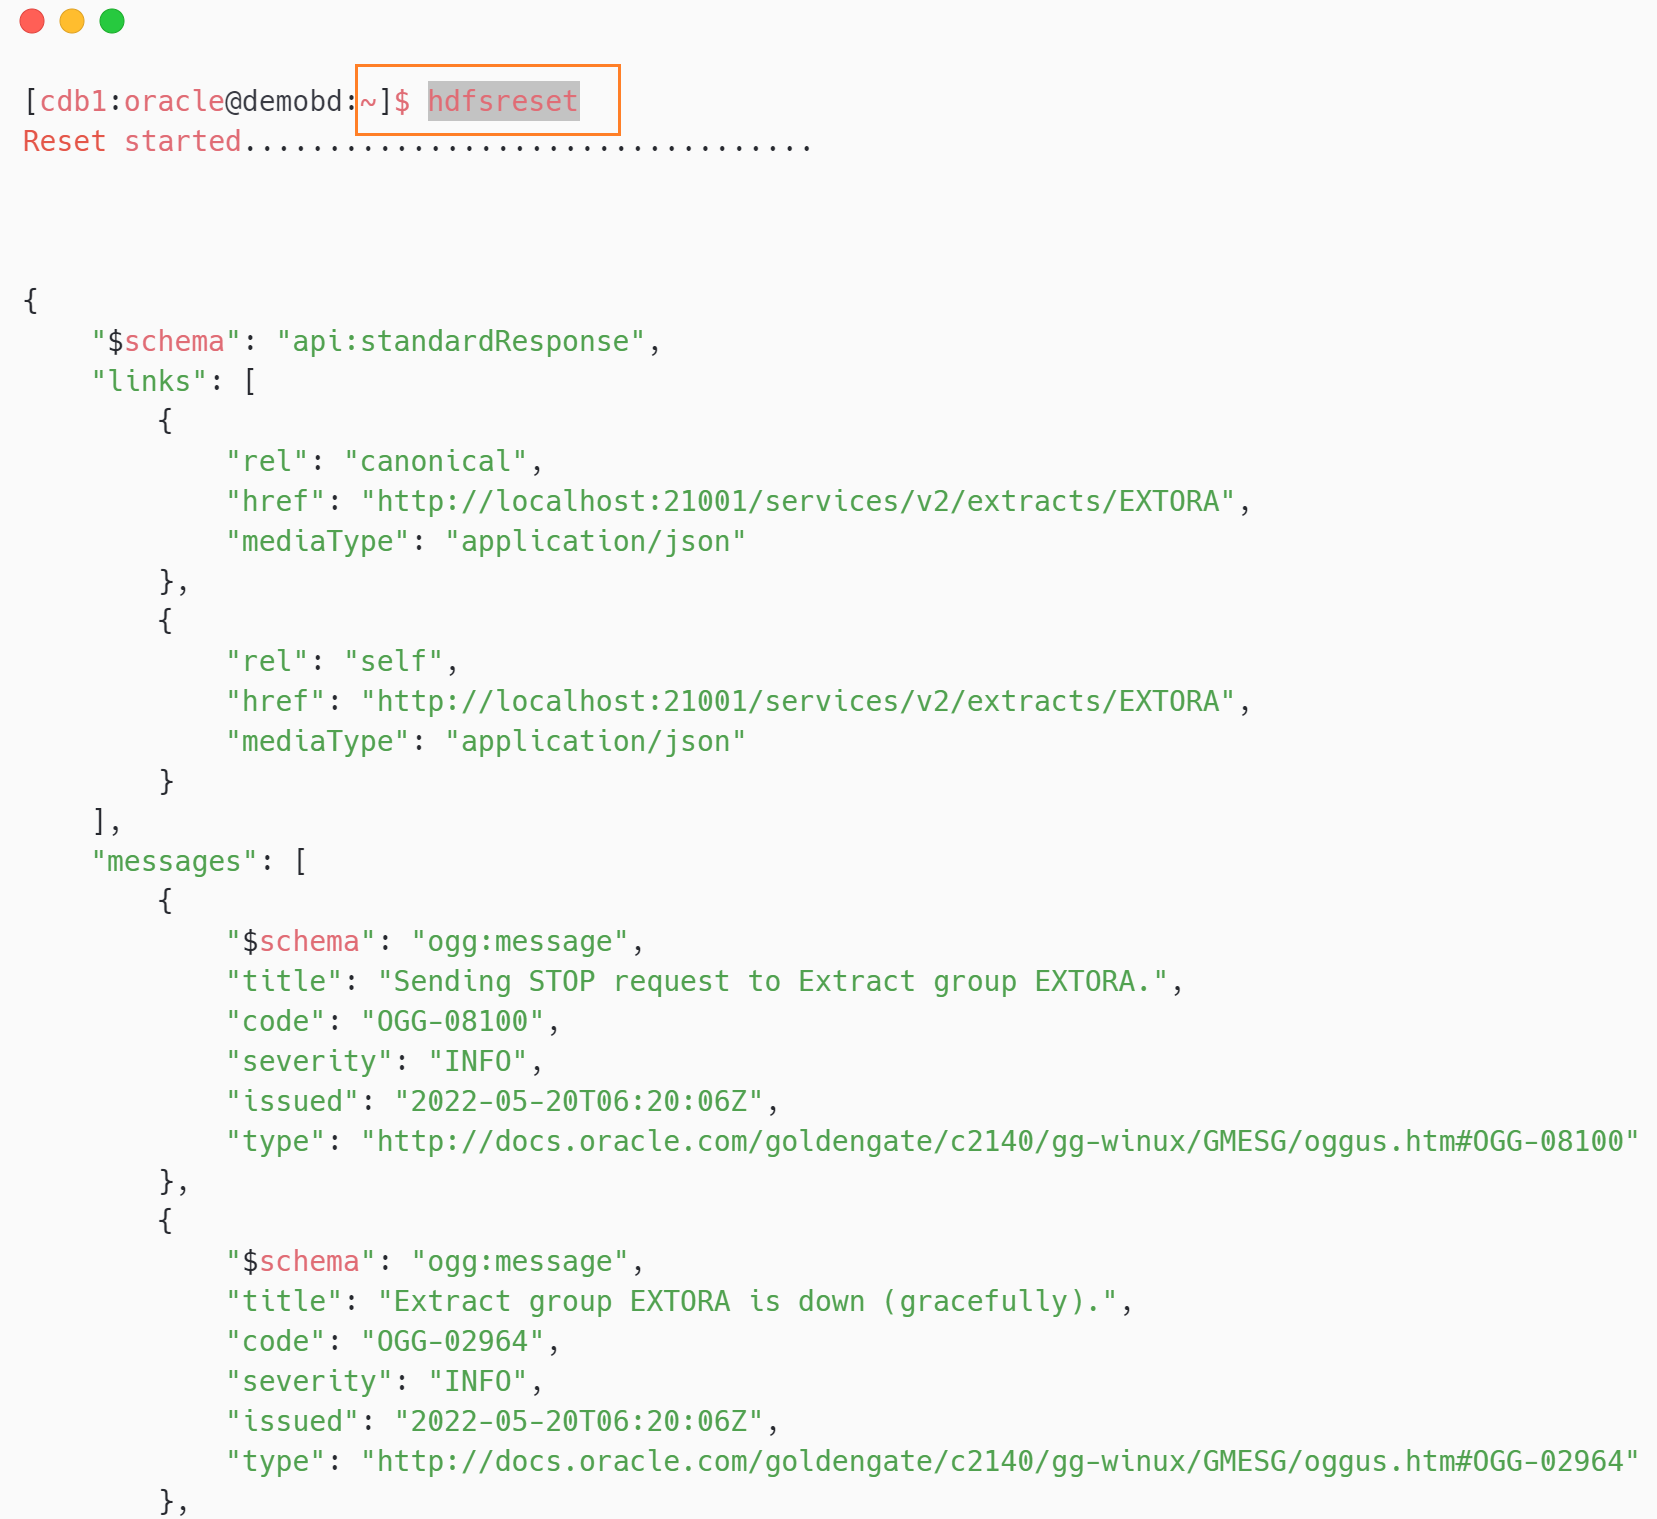 [cdb1:oracle@demobd:~]$ hdfsreset
Reset started..................................
{
    "$schema": "api:standardResponse",
    "links": [
        {
            "rel": "canonical",
            "href": "http://localhost:21001/services/v2/extracts/EXTORA",
            "mediaType": "application/json"
        },
        {
            "rel": "self",
            "href": "http://localhost:21001/services/v2/extracts/EXTORA",
            "mediaType": "application/json"
        }
    ],
    "messages": [
        {
            "$schema": "ogg:message",
            "title": "Sending STOP request to Extract group EXTORA.",
            "code": "OGG-08100",
            "severity": "INFO",
            "issued": "2022-05-20T06:20:06Z",
            "type": "http://docs.oracle.com/goldengate/c2140/gg-winux/GMESG/oggus.htm#OGG-08100"
        },
        {
            "$schema": "ogg:message",
            "title": "Extract group EXTORA is down (gracefully).",
            "code": "OGG-02964",
            "severity": "INFO",
            "issued": "2022-05-20T06:20:06Z",
            "type": "http://docs.oracle.com/goldengate/c2140/gg-winux/GMESG/oggus.htm#OGG-02964"
        },